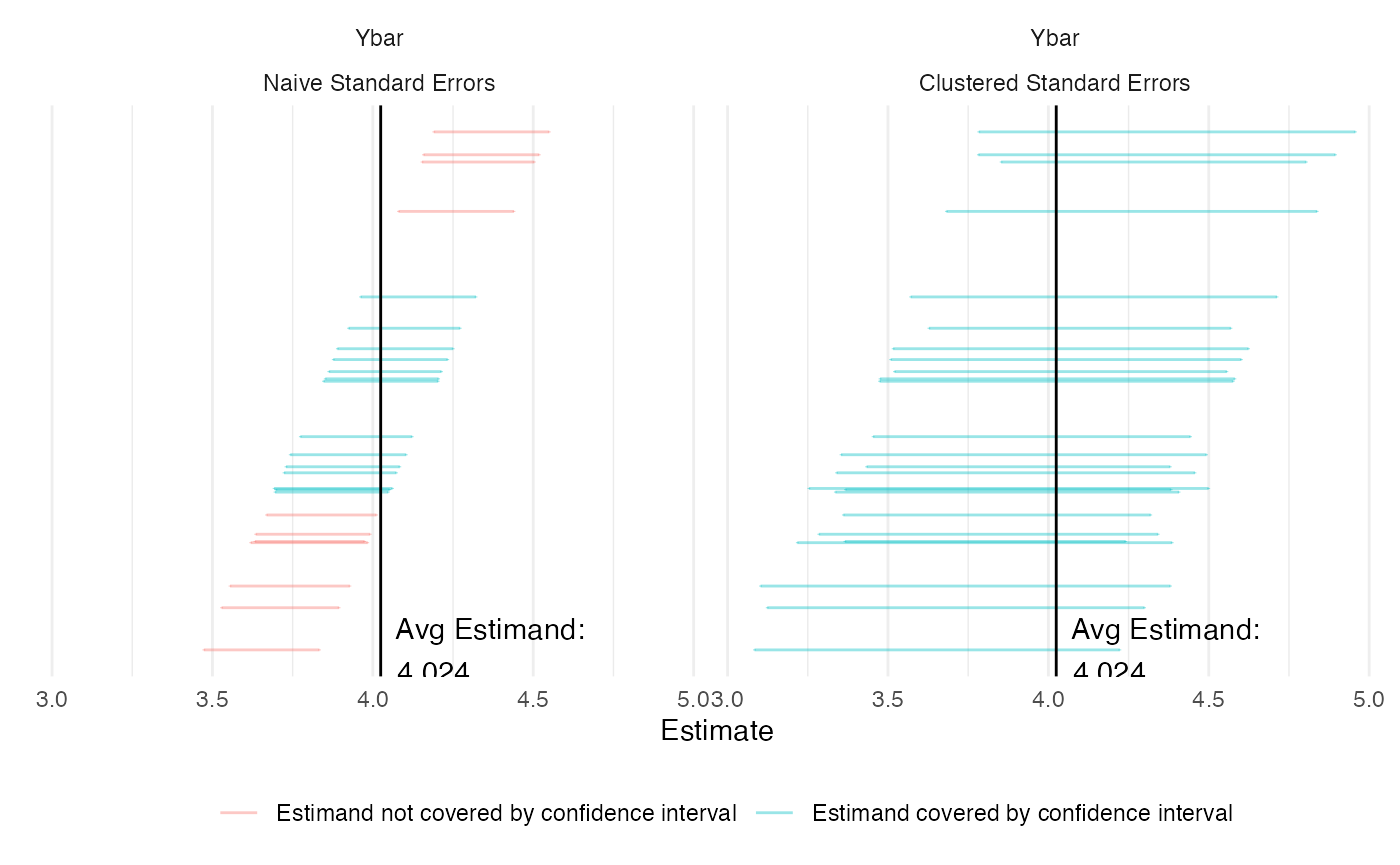 Ybar Ybar
Naive Standard Errors Clustered Standard Errors
Avg Estimand: Avg Estimand:
4.024 4.024
3.0 3.5 4.0 4.5 5.0 3.0 3.5 4.0 4.5 5.0
Estimate
Estimand not covered by confidence interval Estimand covered by confidence interval